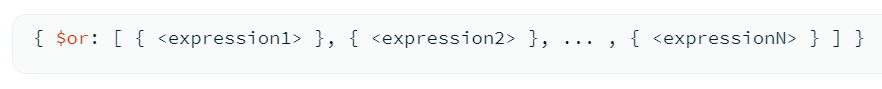 { $or: [ { <expression1> }, { <expression2> }, ... , { <expressionN> } ] }